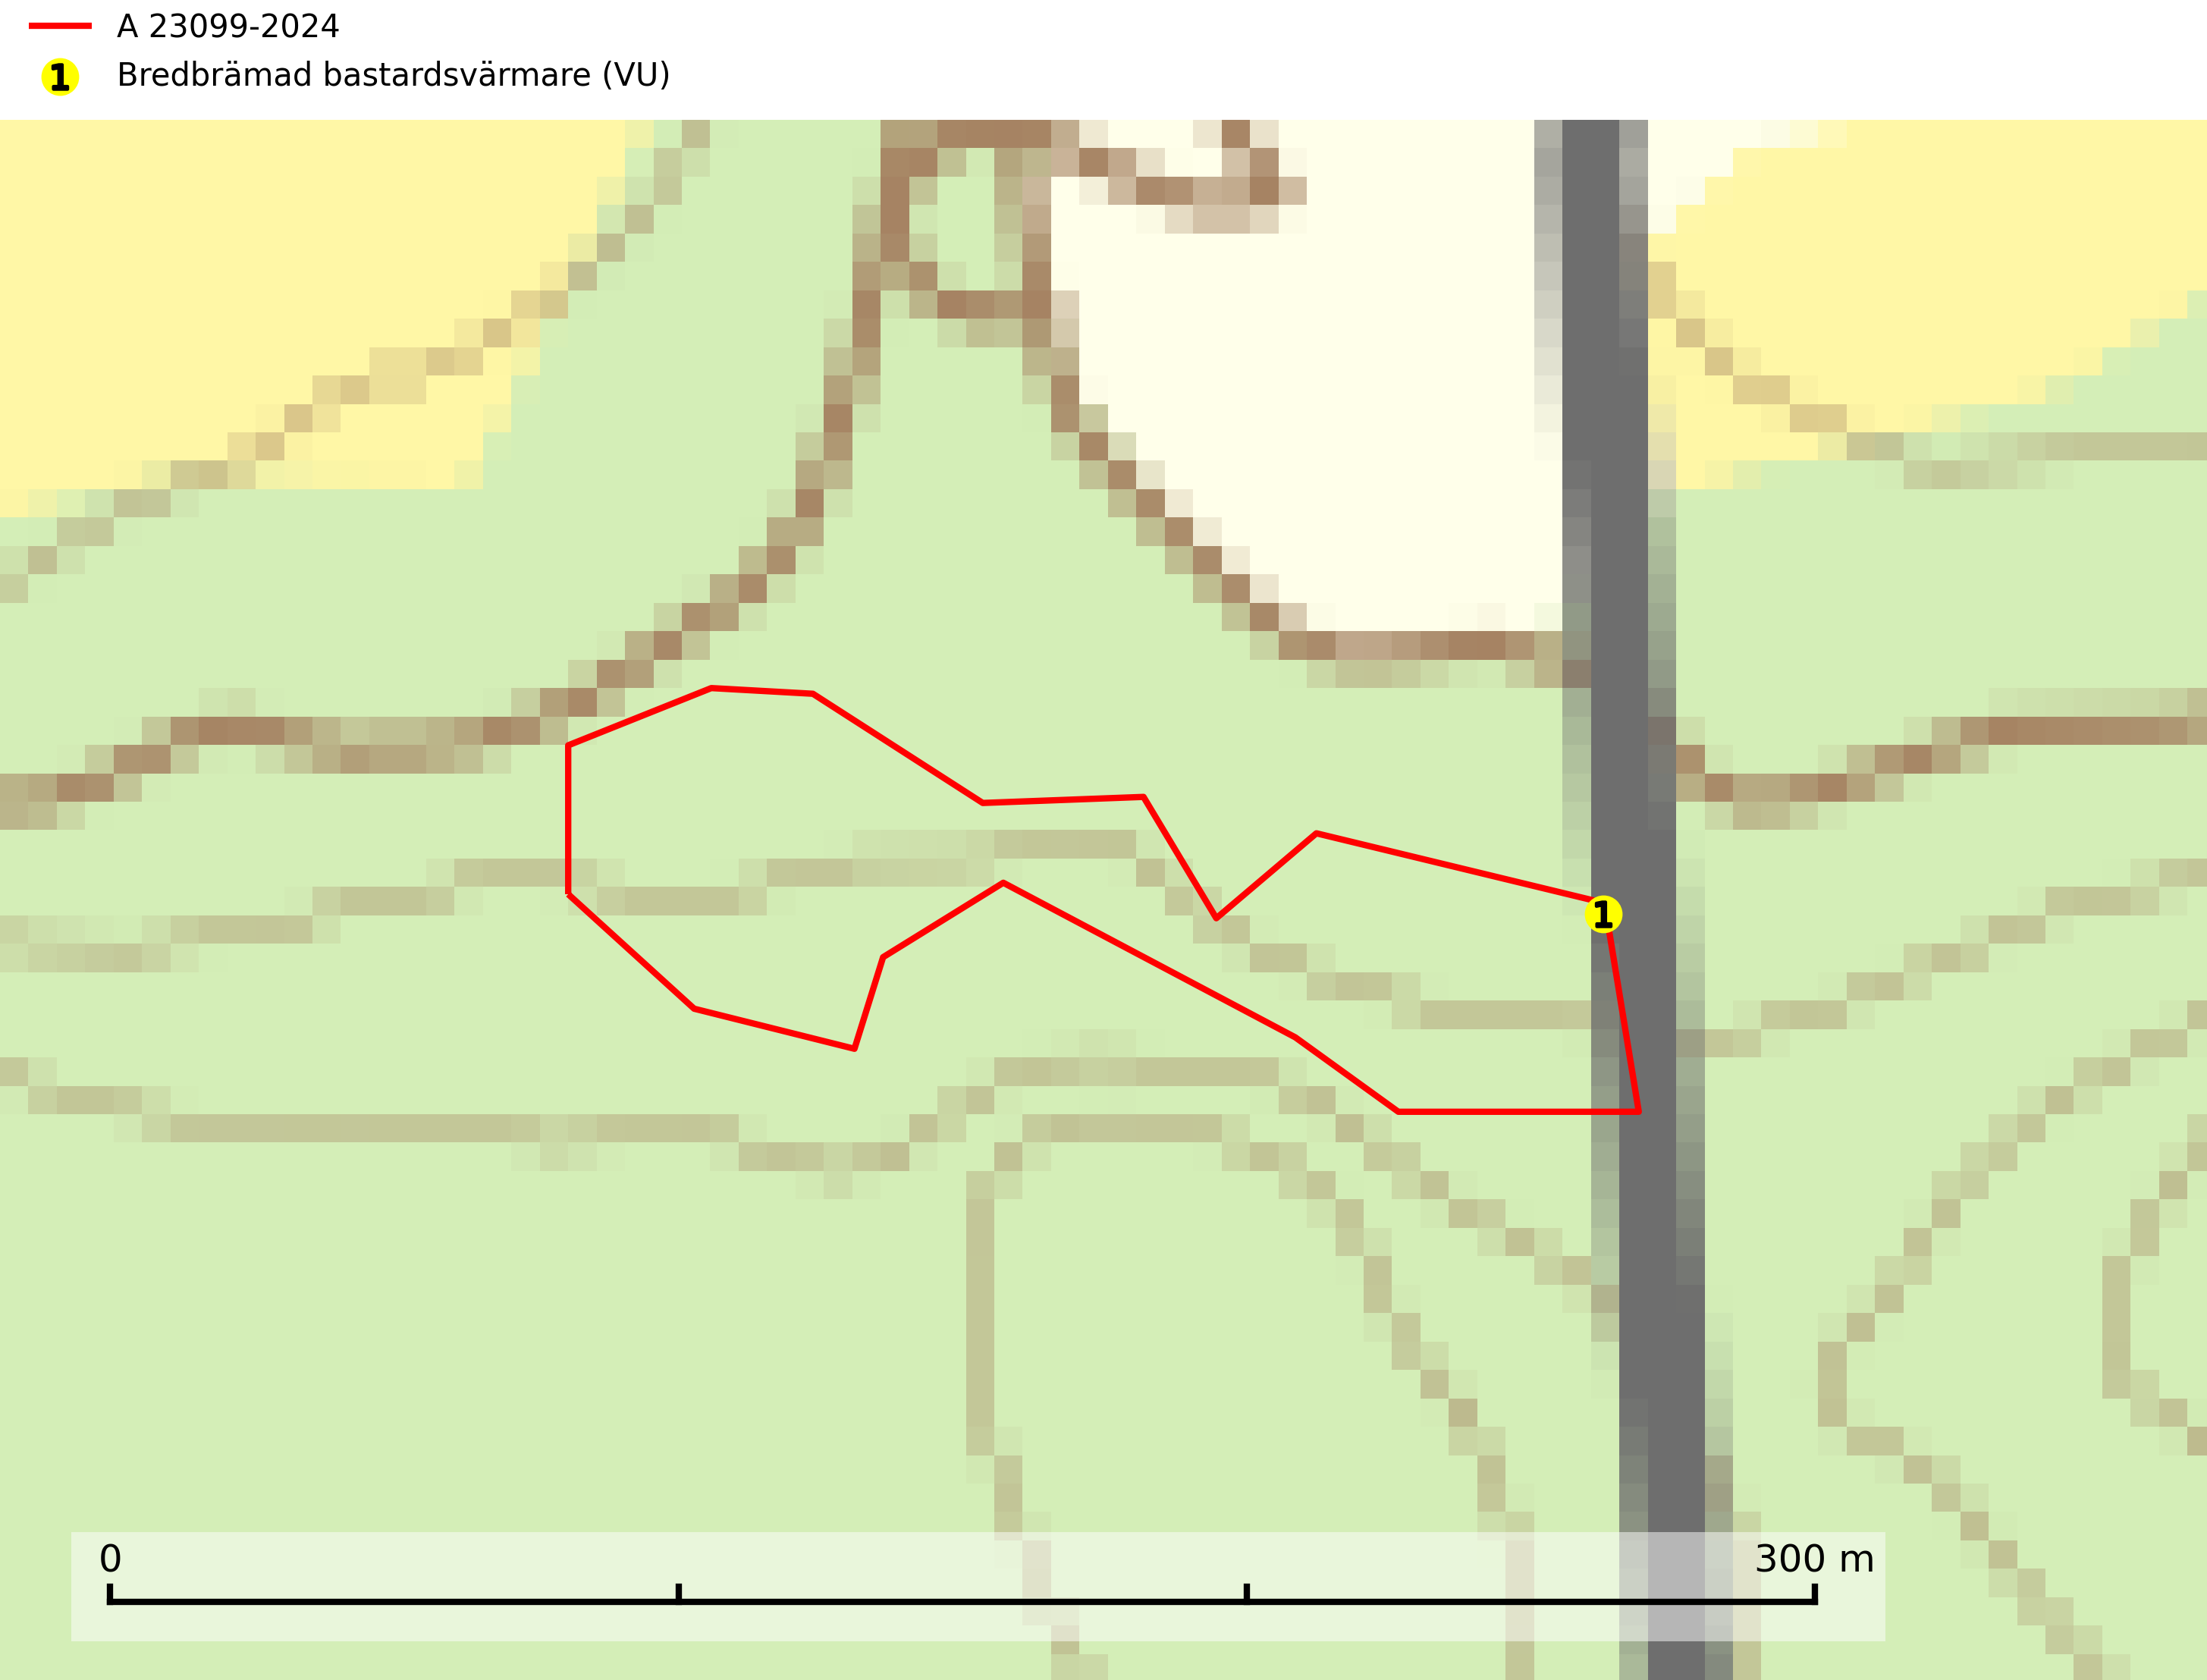 A 23099-2024
1 Bredbrämad bastardsvärmare (VU)
1
0 300 m